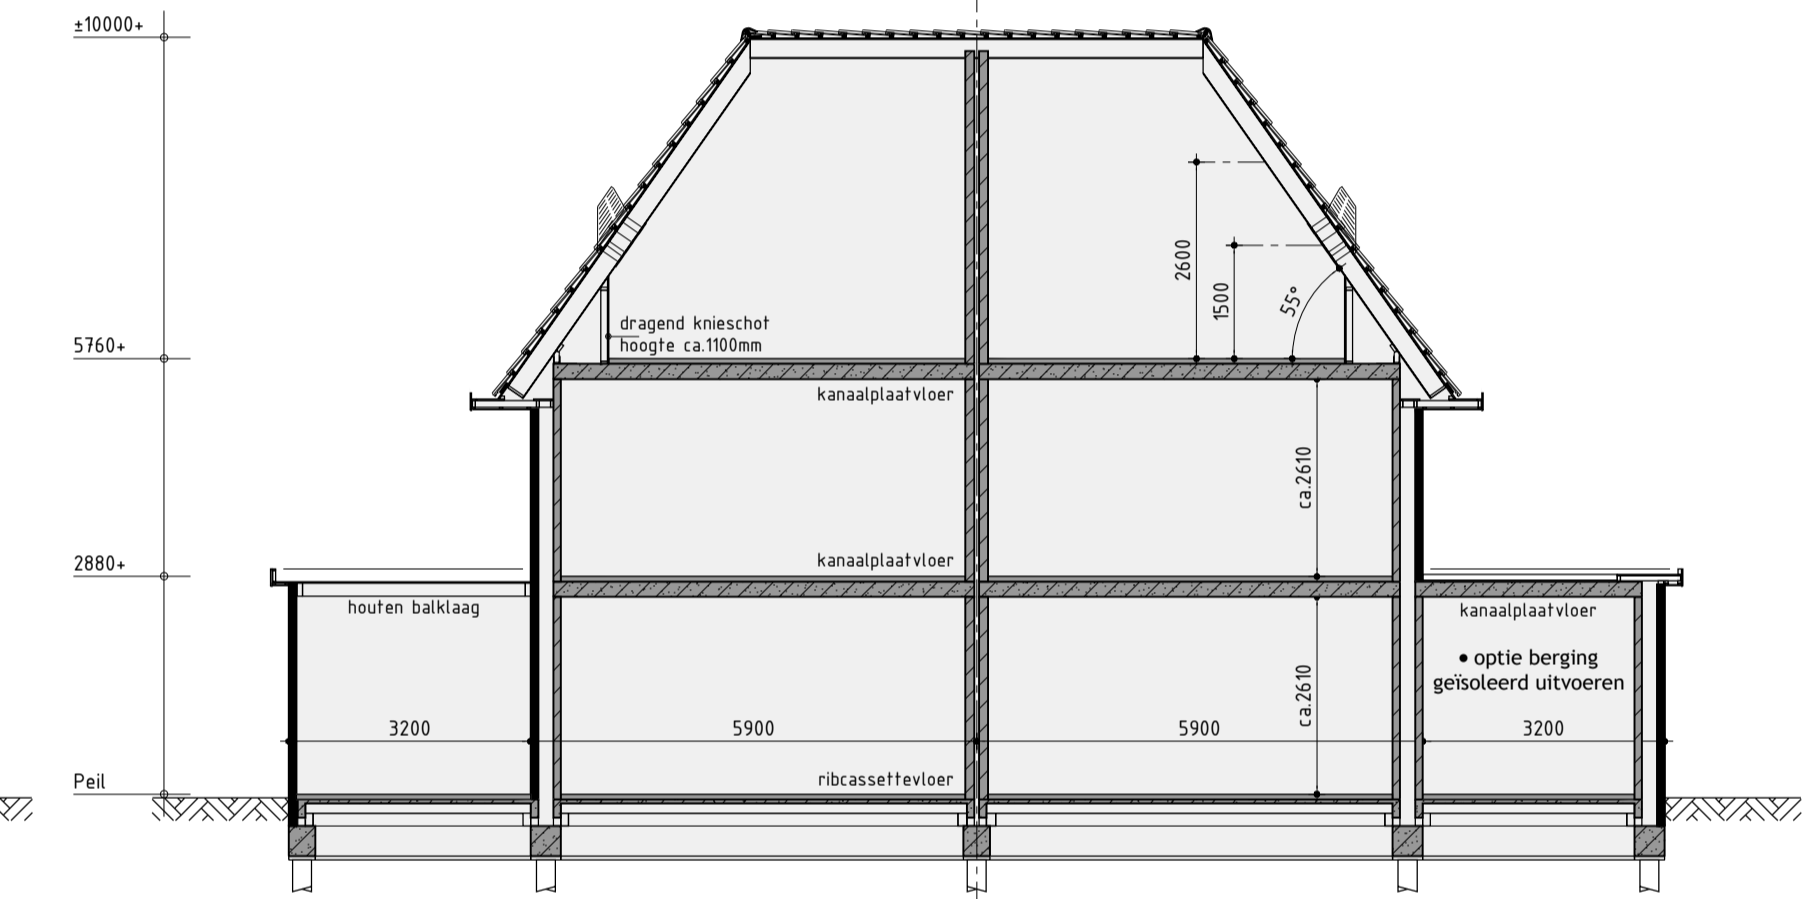 ±10000+
2600
1500
55°
dragend knieschot
hoogte ca.1100mm
5760+
kanaalplaatvloer
ca.2610
kanaalplaatvloer
2880+
houten balklaag
kanaalplaatvloer
• optie berging
geïsoleerd uitvoeren
ca.2610
3200
5900
5900
3200
Peil
ribcassettevloer